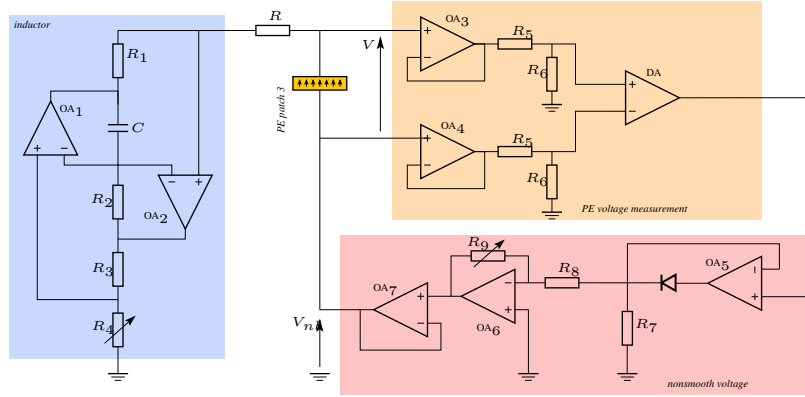 inductor
R1
OA1
C
R2
OA2
R3
R4
R
PE patch 3
V
OA3
R5
R6
DA
OA4
R5
R6
PE voltage measurement
R9
R8
OA5
OA7
OA6
R7
nonsmooth voltage